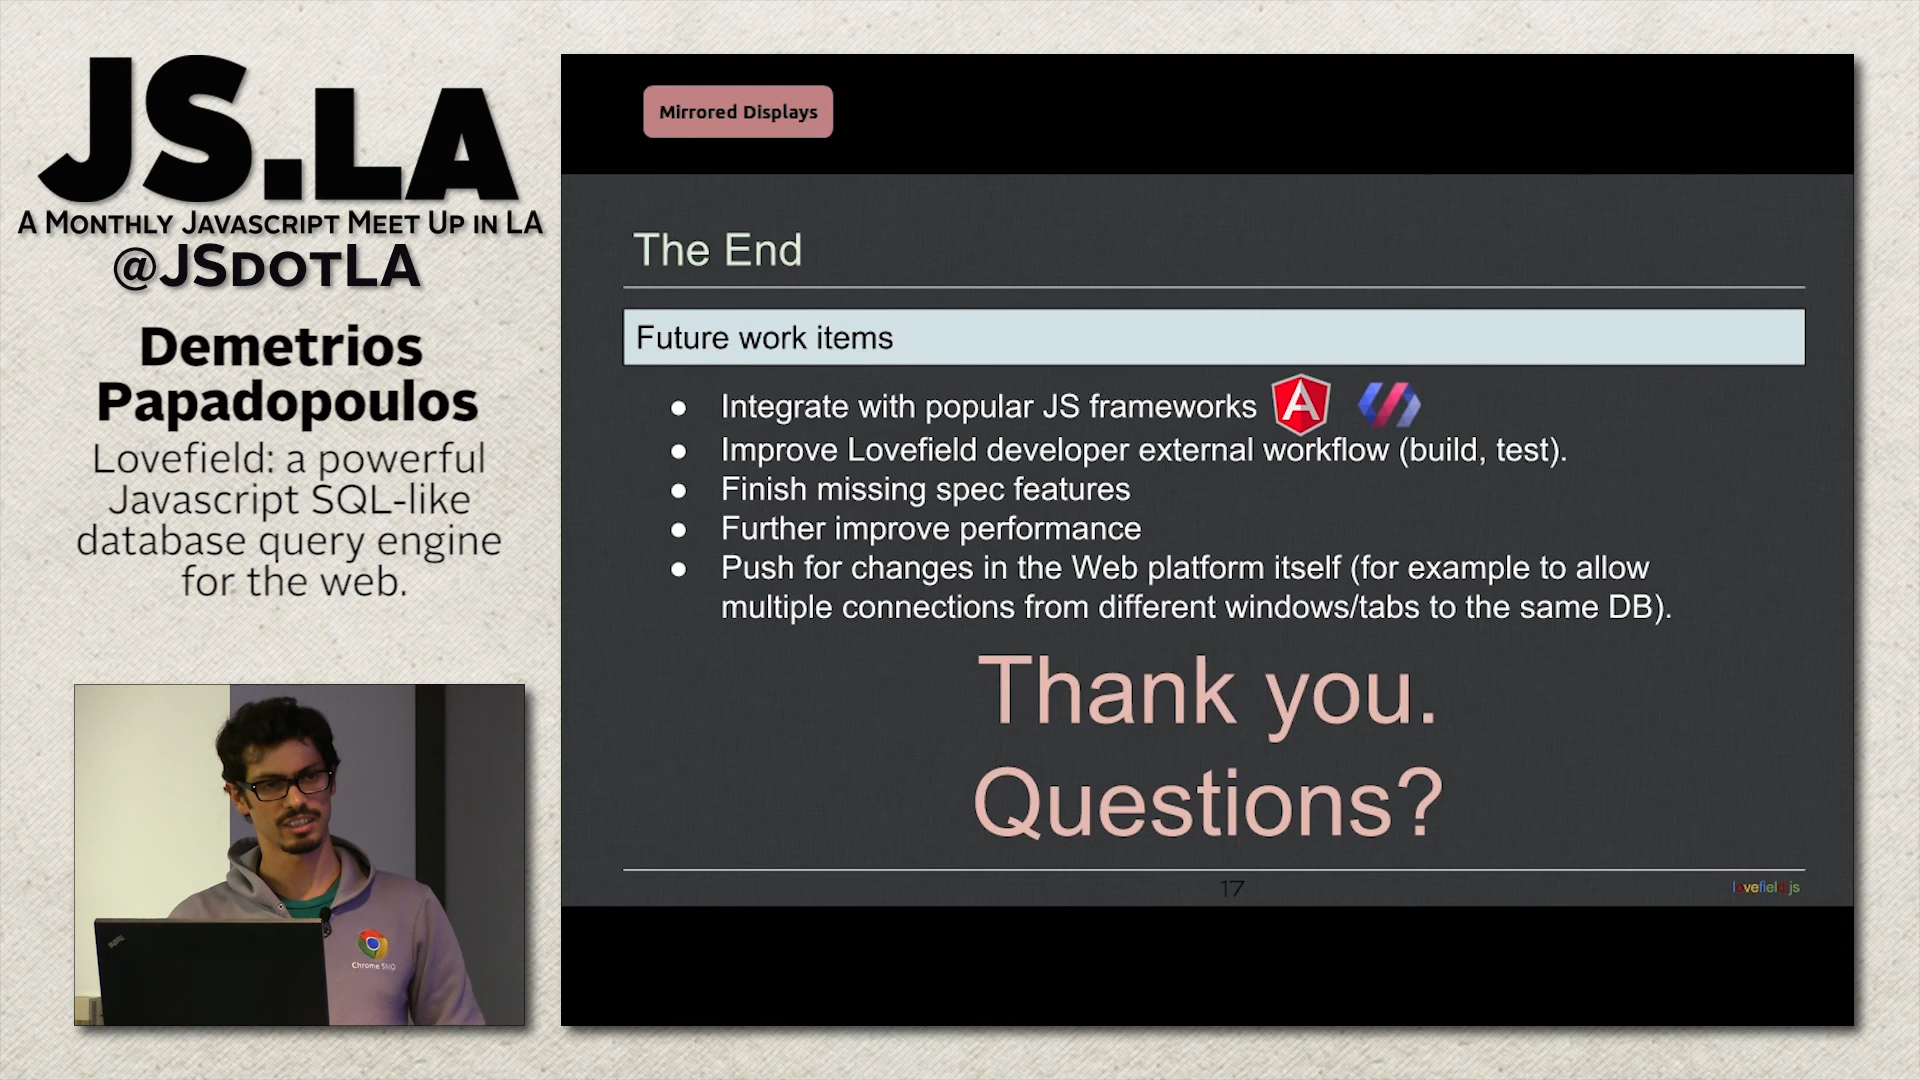 JS.LA
A Monthly Javascript Meet Up in LA
@JSdotLA
Demetrios
Papadopoulos
Lovefield: a powerful
Javascript SQL-like
database query engine
for the web.
Mirrored Displays
The End
Future work items
● Integrate with popular JS frameworks
● Improve Lovefield developer external workflow (build, test).
● Finish missing spec features
● Further improve performance
● Push for changes in the Web platform itself (for example to allow
multiple connections from different windows/tabs to the same DB).
Thank you.
Questions?
17
lovefield js
Chrome